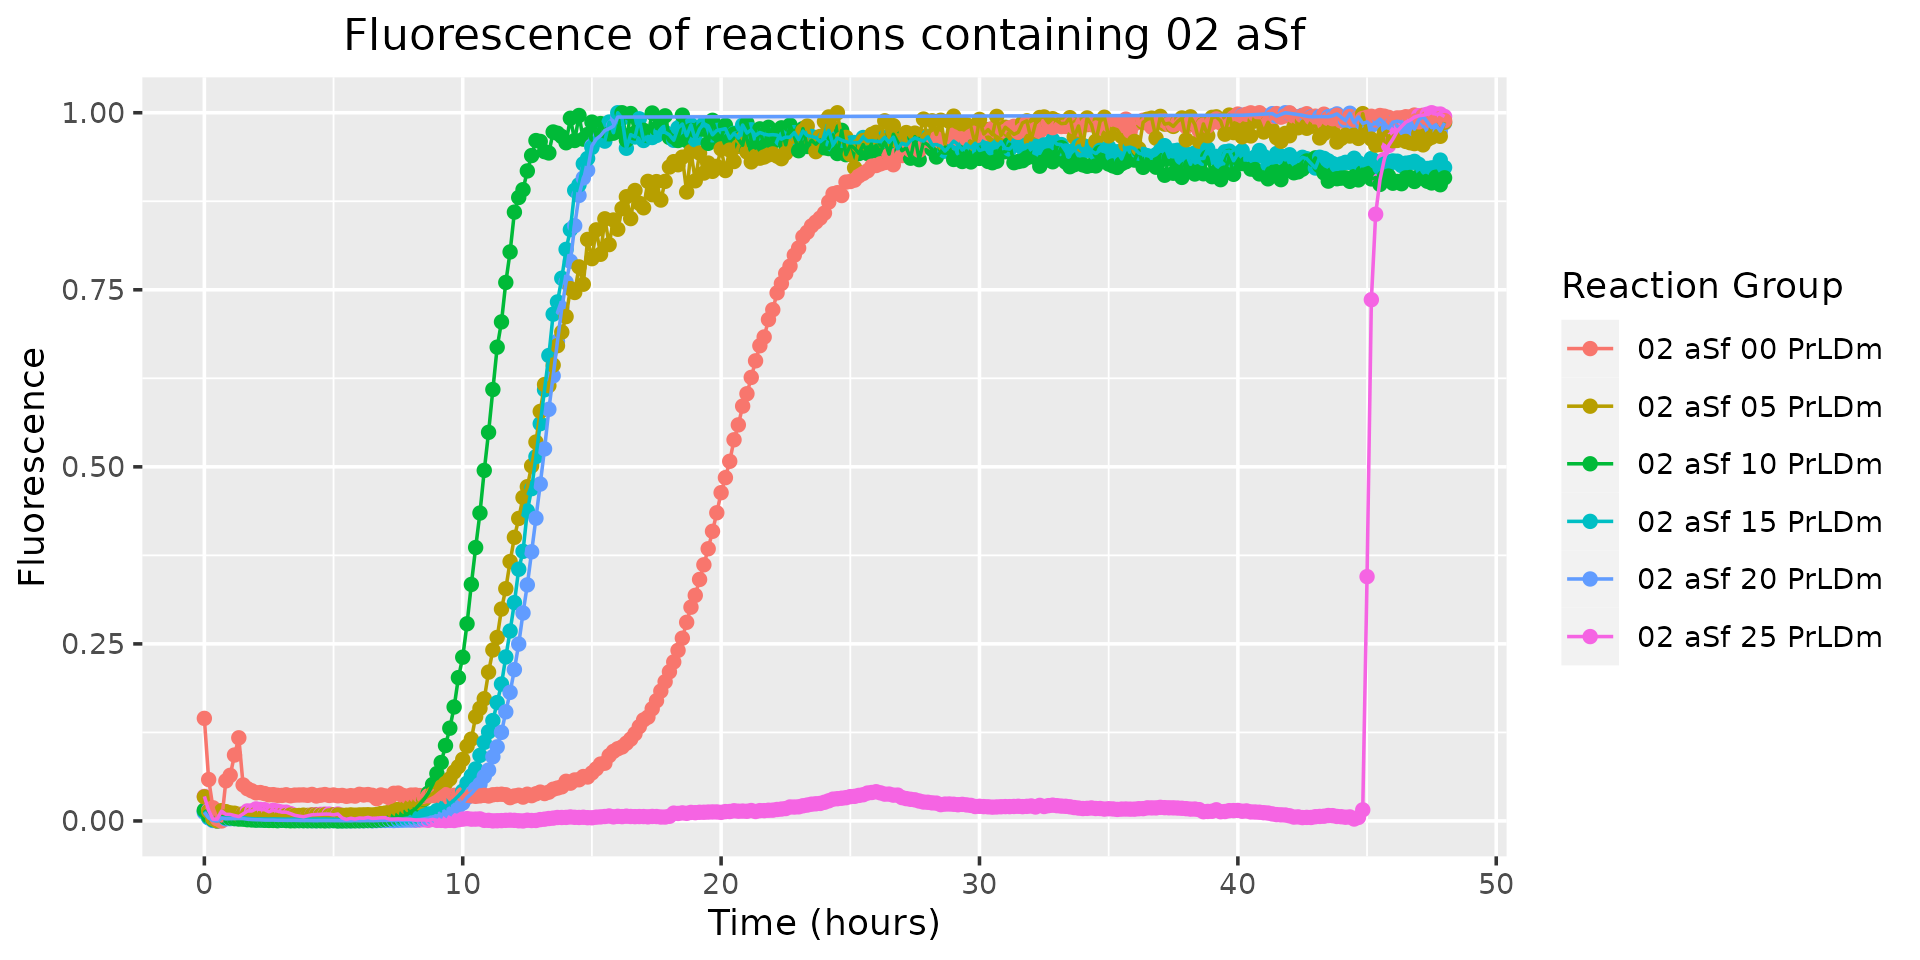 Fluorescence of reactions containing 02 aSf
1.00
0.75
0.50
0.25
0.00
Fluorescence
0 10 20 30 40 50
Time (hours)
Reaction Group
02 aSf 00 PrLDm
02 aSf 05 PrLDm
02 aSf 10 PrLDm
02 aSf 15 PrLDm
02 aSf 20 PrLDm
02 aSf 25 PrLDm